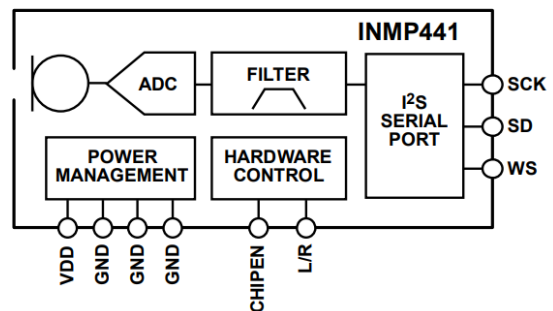 INMP441
ADC
FILTER
I²S
SERIAL
PORT
SCK
SD
WS
POWER
MANAGEMENT
HARDWARE
CONTROL
VDD
GND
GND
GND
CHIPEN
L/R